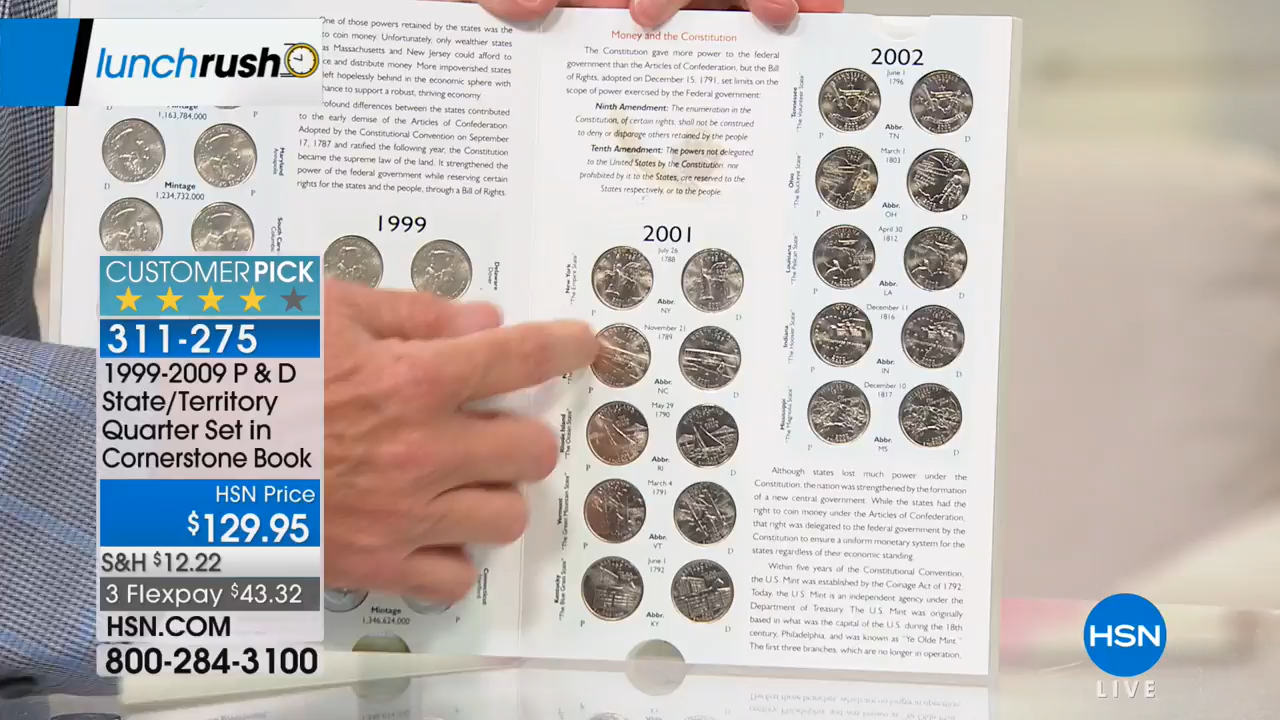 lunchrush
CUSTOMER PICK
311-275
1999-2009 P & D
State/Territory
Quarter Set in
Cornerstone Book
HSN Price
$129.95
S&H $12.22
3 Flexpay $43.32
HSN.COM
800-284-3100
HSN
LIVE
Mintage
1,163,784,000
P
Maryland
Annapolis
D
P
Mintage
1,234,732,000
One of those powers retained by the states was the
to coin money. Unfortunately, only wealthier states
as Massachusetts and New Jersey could afford to
and distribute money. More impoverished states
left hopelessly behind in the economic sphere with
to support a robust, thriving economy.
differences between the states contributed
to the early demise of the Articles of Confederation.
Adopted by the Constitutional Convention on September
17, 1787 and ratified the following year, the Constitution
became the supreme law of the land. It strengthened the
power of the federal government while reserving certain
rights for the states and the people, through a Bill of Rights.
1999
Delaware
Dover
Connecticut
Mintage
1,346,624,000
Money and the Constitution
The Constitution gave more power to the federal
government than the Articles of Confederation, but the Bill
of Rights, adopted on December 15, 1791, set limits on the
scope of power exercised by the Federal government:
Ninth Amendment: The enumeration in the
Constitution, of certain rights, shall not be construed
to deny or disparage others retained by the people
Tenth Amendment: The powers not delegated
to the United States by the Constitution, nor
prohibited by it to the States, are reserved to the
States respectively, or to the people.
2001
New York
"The Empire State"
July 26
1788
Abbr.
NY
P
D
November 21
1789
Abbr.
NC
Rhode Island
"The Ocean State"
May 29
1790
Abbr.
RI
P
D
Vermont
"The Green Mountain State"
March 4
1791
Abbr.
VT
P
D
Kentucky
"The Blue Grass State"
June 1
1792
Abbr.
KY
P
D
2002
Tennessee
"The Volunteer State"
June 1
1796
Abbr.
TN
P
D
Ohio
"The Buckeye State"
March 1
1803
Abbr.
OH
P
D
Louisiana
"The Pelican State"
April 30
1812
Abbr.
LA
P
D
Indiana
"The Hoosier State"
December 11
1816
Abbr.
IN
P
D
Mississippi
"The Magnolia State"
December 10
1817
Abbr.
MS
P
D
Although states lost much power under the
Constitution, the nation was strengthened by the formation
of a new central government. While the states had the
right to coin money under the Articles of Confederation,
that right was delegated to the federal government by the
Constitution to ensure a uniform monetary system for the
states regardless of their economic standing.
Within five years of the Constitutional Convention,
the U.S. Mint was established by the Coinage Act of 1792.
Today, the U.S. Mint is an independent agency under the
Department of Treasury. The U.S. Mint was originally
based in what was the capital of the U.S. during the 18th
century, Philadelphia, and was known as "Ye Olde Mint."
The first three branches, which are no longer in operation,